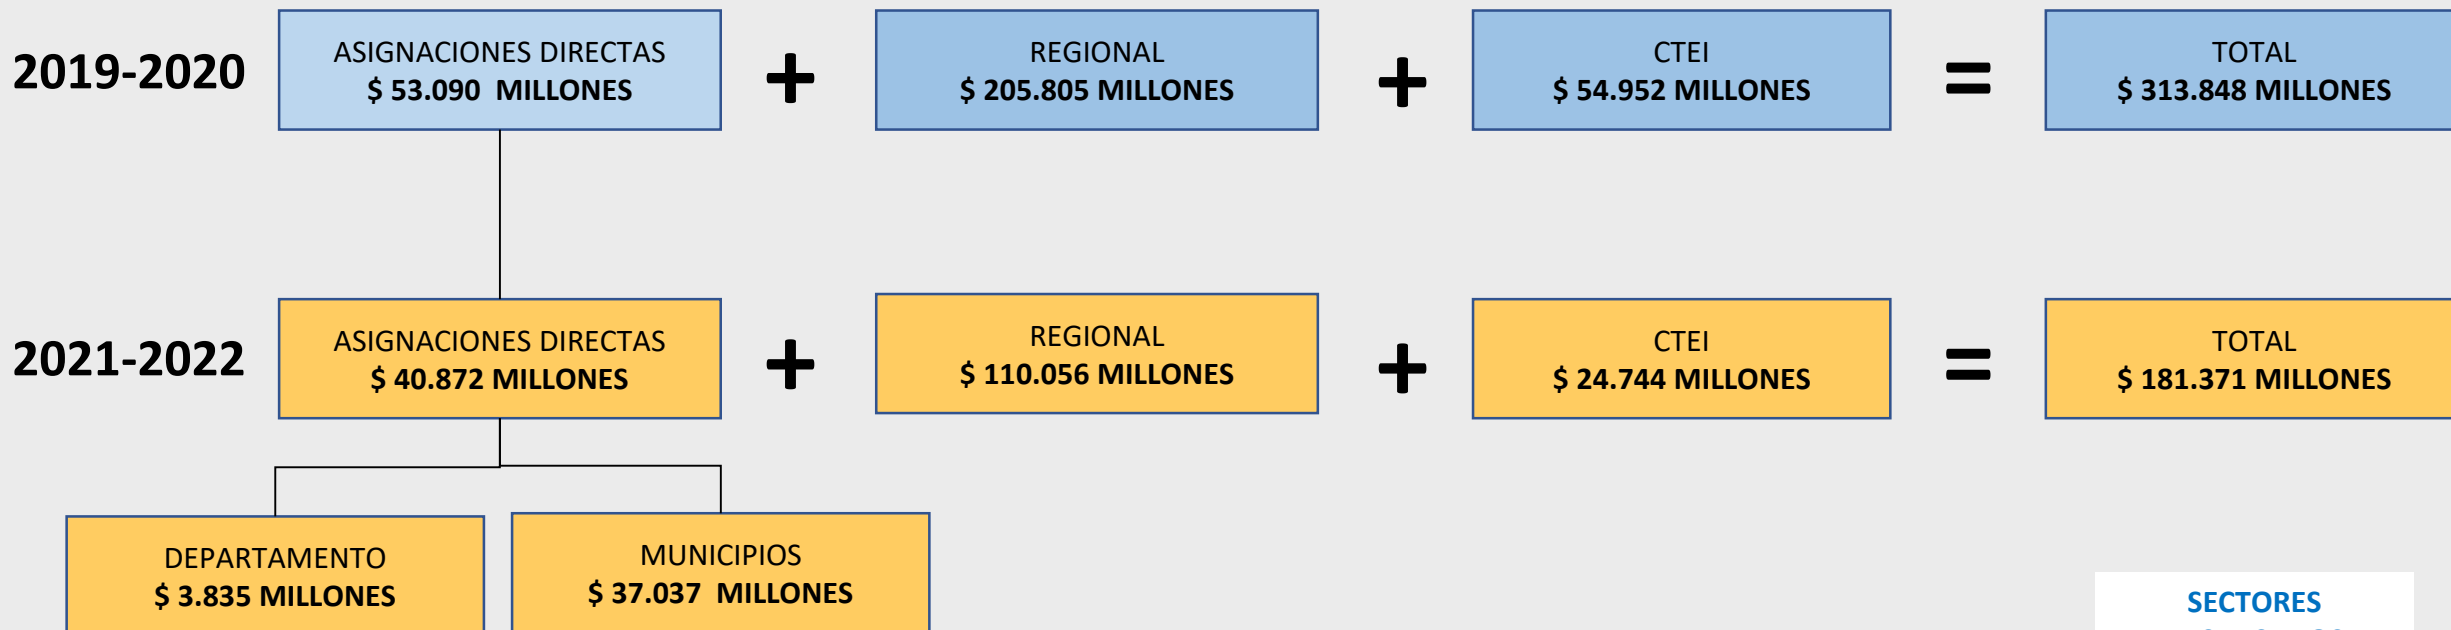 2019-2020
ASIGNACIONES DIRECTAS
$ 53.090 MILLONES
+
REGIONAL
$ 205.805 MILLONES
+
CTEI
$ 54.952 MILLONES
=
TOTAL
$ 313.848 MILLONES
2021-2022
ASIGNACIONES DIRECTAS
$ 40.872 MILLONES
+
REGIONAL
$ 110.056 MILLONES
+
CTEI
$ 24.744 MILLONES
=
TOTAL
$ 181.371 MILLONES
DEPARTAMENTO
$ 3.835 MILLONES
MUNICIPIOS
$ 37.037 MILLONES
SECTORES